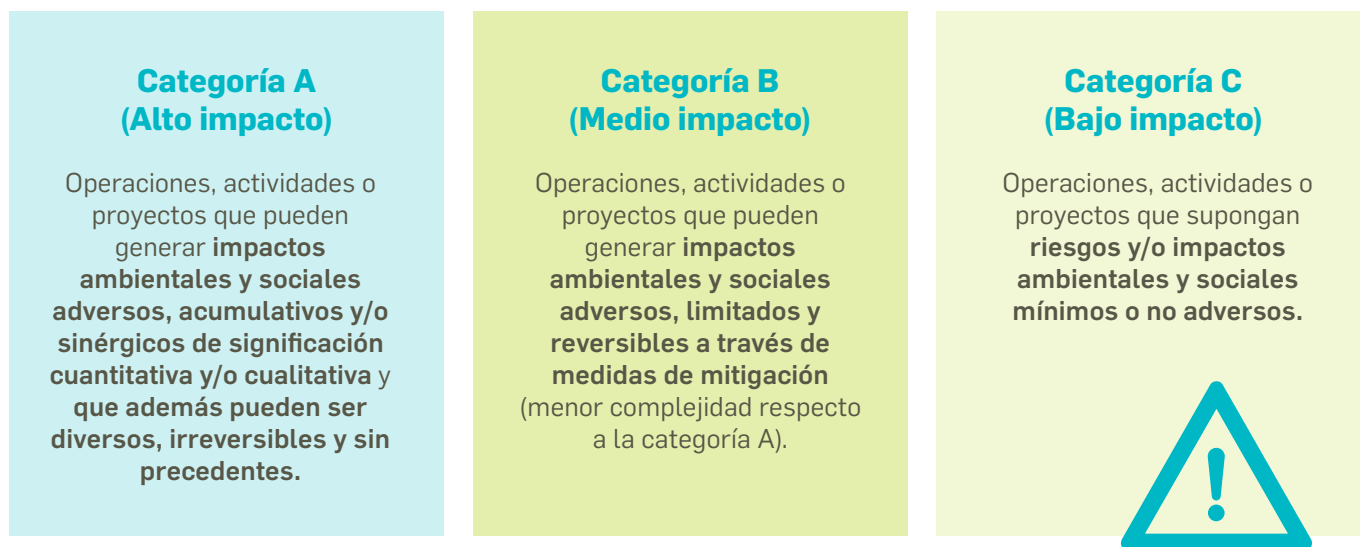 Categoría A
(Alto impacto)
Operaciones, actividades o
proyectos que pueden
generar impactos
ambientales y sociales
adversos, acumulativos y/o
sinérgicos de significación
cuantitativa y/o cualitativa y
que además pueden ser
diversos, irreversibles y sin
precedentes.
Categoría B
(Medio impacto)
Operaciones, actividades o
proyectos que pueden
generar impactos
ambientales y sociales
adversos, limitados y
reversibles a través de
medidas de mitigación
(menor complejidad respecto
a la categoría A).
Categoría C
(Bajo impacto)
Operaciones, actividades o
proyectos que supongan
riesgos y/o impactos
ambientales y sociales
mínimos o no adversos.